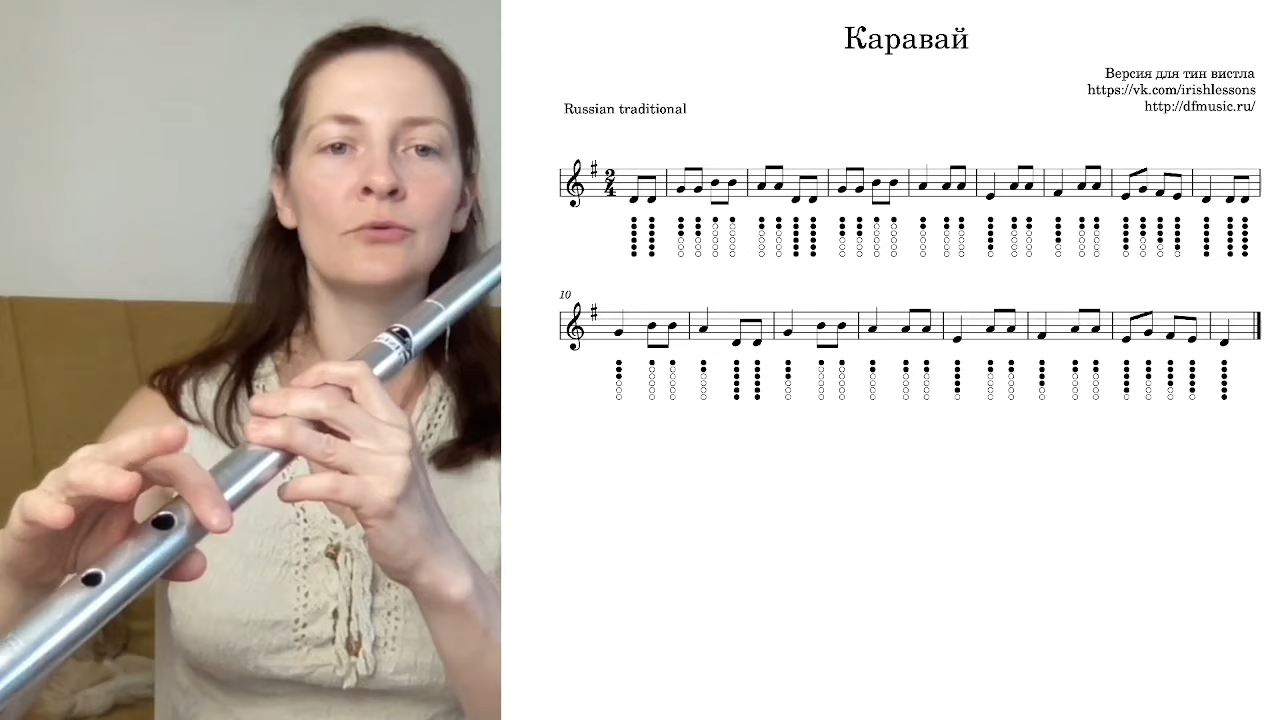 Каравай
Версия для тин вистла
https://vk.com/irishlessons
http://dfmusic.ru/
Russian traditional
2
4
10